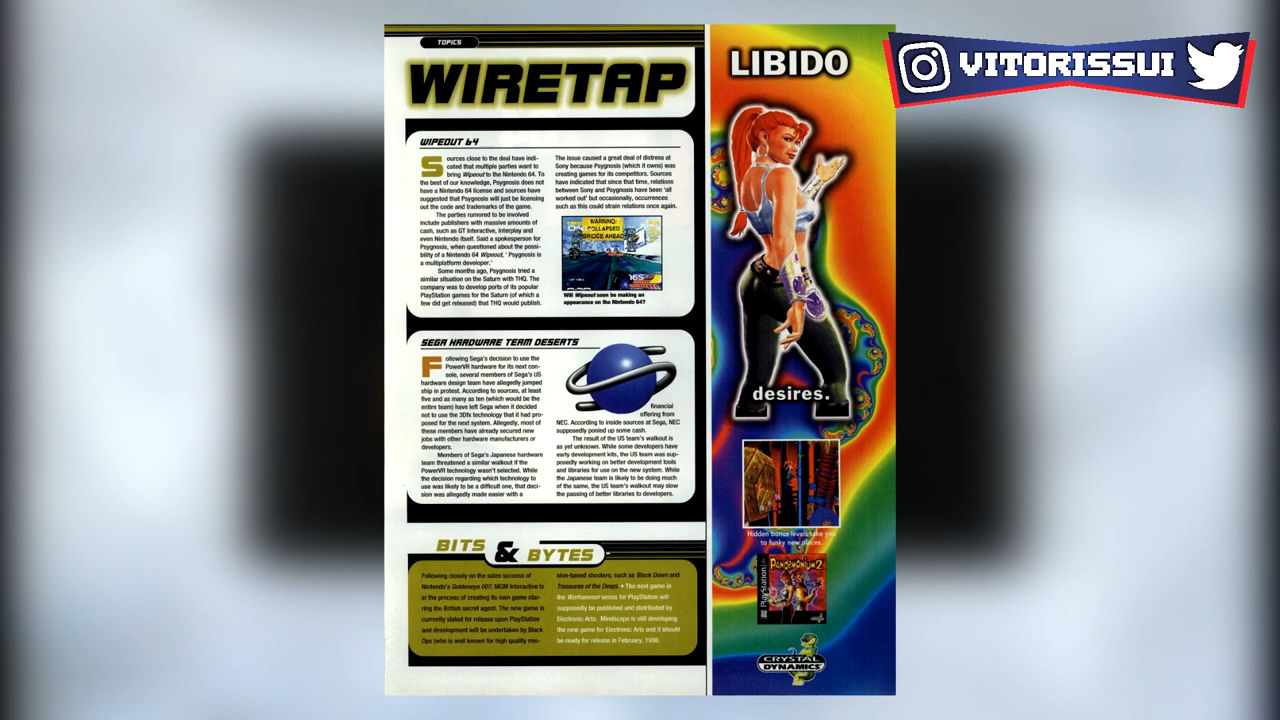 TOPICS
WIRETAP
WIPEOUT 64
Sources close to the deal have indi-
cated that multiple parties want to
bring Wipeout to the Nintendo 64. To
the best of our knowledge, Psygnosis does not
have a Nintendo 64 license and sources have
suggested that Psygnosis will just be licensing
out the code and trademarks of the game.
The parties rumored to be involved
include publishers with massive amounts of
cash, such as GT Interactive, Interplay and
even Nintendo itself. Said a spokesperson for
Psygnosis, when questioned about the possi-
bility of a Nintendo 64 Wipeout, ' Psygnosis is
a multiplatform developer.'
Some months ago, Psygnosis tried a
similar situation on the Saturn with THQ. The
company was to develop ports of its popular
PlayStation games for the Saturn (of which a
few did get released) that THQ would publish.
The issue caused a great deal of distress at
Sony because Psygnosis (which it owns) was
creating games for its competitors. Sources
have indicated that since that time, relations
between Sony and Psygnosis have been 'all
worked out' but occasionally, occurrences
such as this could strain relations once again.
WARNING:
COLLAPSED
BRIDGE AHEAD
165
Will Wipeout soon be making an
appearance on the Nintendo 64?
SEGA HARDWARE TEAM DESERTS
Following Sega's decision to use the
PowerVR hardware for its next con-
sole, several members of Sega's US
hardware design team have allegedly jumped
ship in protest. According to sources, at least
five and as many as ten (which would be the
entire team) have left Sega when it decided
not to use the 3Dfx technology that it had pro-
posed for the next system. Allegedly, most of
these members have already secured new
jobs with other hardware manufacturers or
developers.
Members of Sega's Japanese hardware
team threatened a similar walkout if the
PowerVR technology wasn't selected. While
the decision regarding which technology to
use was likely to be a difficult one, that deci-
sion was allegedly made easier with a
financial
offering from
NEC. According to inside sources at Sega, NEC
supposedly ponied up some cash.
The result of the US team's walkout is
as yet unknown. While some developers have
early development kits, the US team was sup-
posedly working on better development tools
and libraries for use on the new system. While
the Japanese team is likely to be doing much
of the same, the US team's walkout may slow
the passing of better libraries to developers.
BITS & BYTES
Following closely on the sales success of
Nintendo's Goldeneye 007, MGM Interactive is
in the process of creating its own game star-
ring the British secret agent. The new game is
currently slated for release upon PlayStation
and development will be undertaken by Black
Ops (who is well known for high quality mis-
sion-based shooters, such as Black Dawn and
Treasures of the Deep. • The next game in
the Warhammer series for PlayStation will
supposedly be published and distributed by
Electronic Arts. Mindscape is still developing
the new game for Electronic Arts and it should
be ready for release in February, 1998.
LIBIDO
desires.
Hidden bonus levels take you
to funky new places.
PlayStation
PANDEMONIUM 2
CRYSTAL
DYNAMICS
VITORISSUI